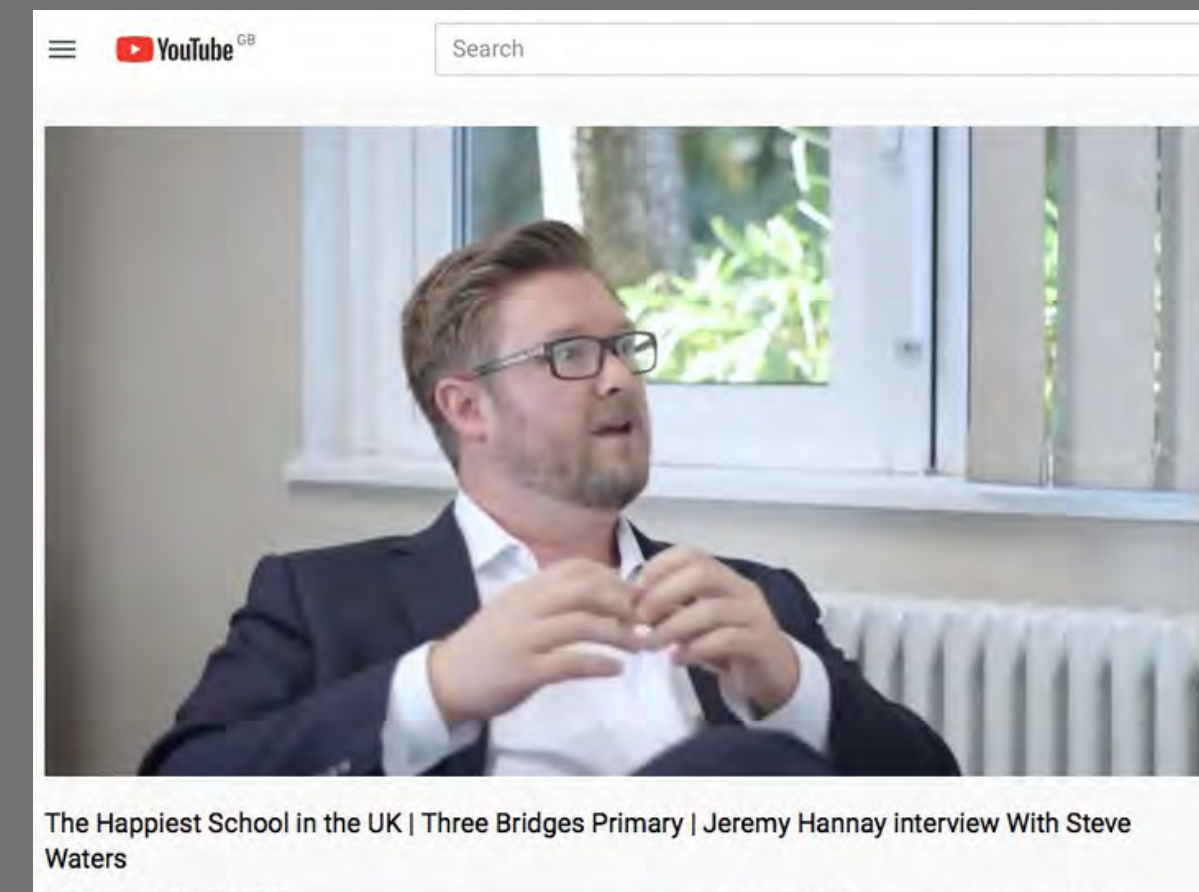 YouTube GB
Search
The Happiest School in the UK | Three Bridges Primary | Jeremy Hannay interview With Steve
Waters